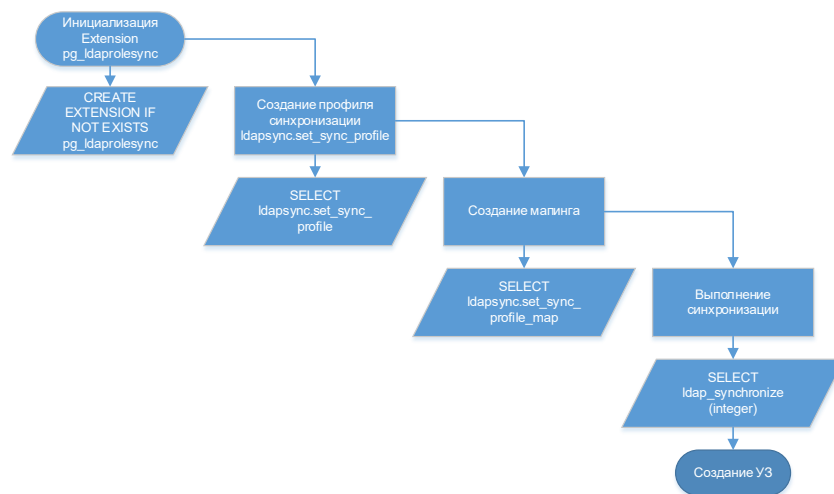 Инициализация
Extension
pg_ldaprolesync
CREATE
EXTENSION IF
NOT EXISTS
pg_ldaprolesync
Создание профиля
синхронизации
ldapsync.set_sync_profile
SELECT
ldapsync.set_sync_
profile
Создание мапинга
SELECT
ldapsync.set_sync_
profile_map
Выполнение
синхронизации
SELECT
ldap_synchronize
(integer)
Создание УЗ